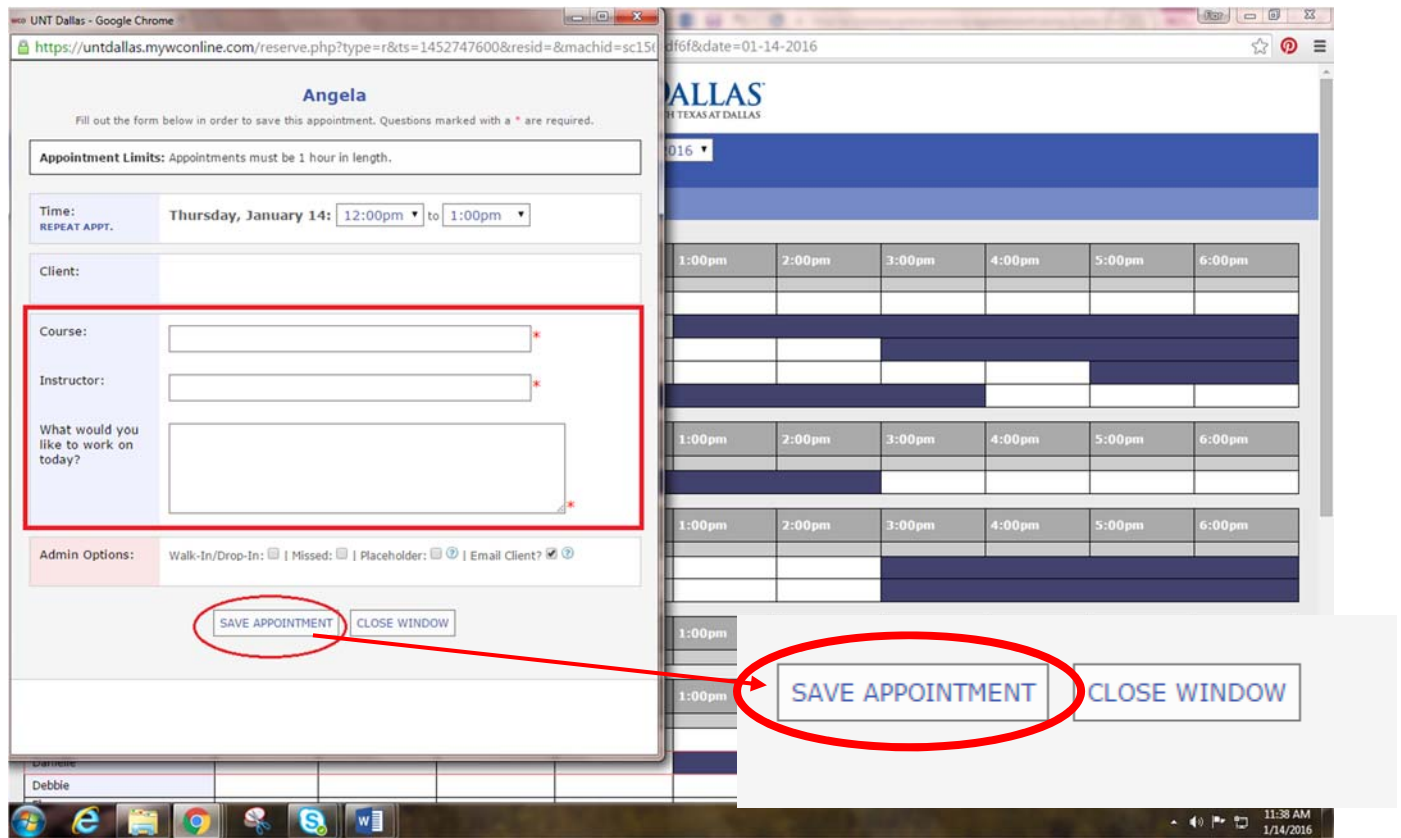 UNT Dallas - Google Chrome
https://untdallas.mywconline.com/reserve.php?type=r&ts=1452747600&resid=&machid=sc156
df6f&date=01-14-2016
Angela
Fill out the form below in order to save this appointment. Questions marked with a * are required.
Appointment Limits: Appointments must be 1 hour in length.
Time:
REPEAT APPT.
Thursday, January 14: 12:00pm to 1:00pm
Client:
Course: *
Instructor: *
What would you
like to work on
today?
*
Admin Options: Walk-In/Drop-In: | Missed: | Placeholder: ? | Email Client? ?
SAVE APPOINTMENT CLOSE WINDOW
DALLAS
H TEXAS AT DALLAS
2016
1:00pm 2:00pm 3:00pm 4:00pm 5:00pm 6:00pm
1:00pm 2:00pm 3:00pm 4:00pm 5:00pm 6:00pm
1:00pm 2:00pm 3:00pm 4:00pm 5:00pm 6:00pm
1:00pm
1:00pm
SAVE APPOINTMENT CLOSE WINDOW
Danielle
Debbie
11:38 AM
1/14/2016